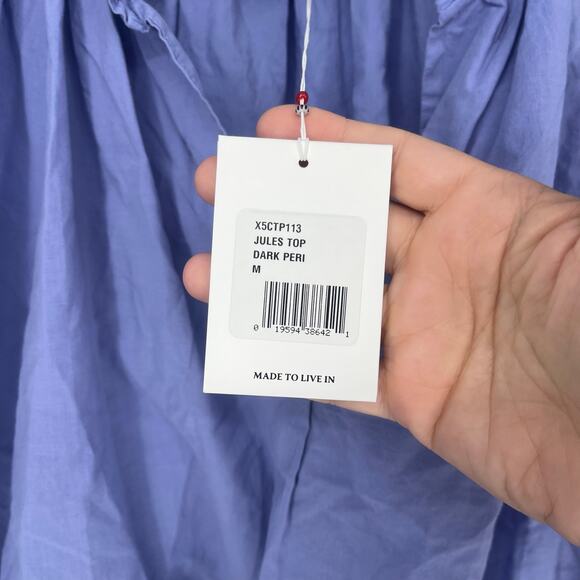 X5CTP113
JULES TOP
DARK PERI
M
0 19594 38642 1
MADE TO LIVE IN